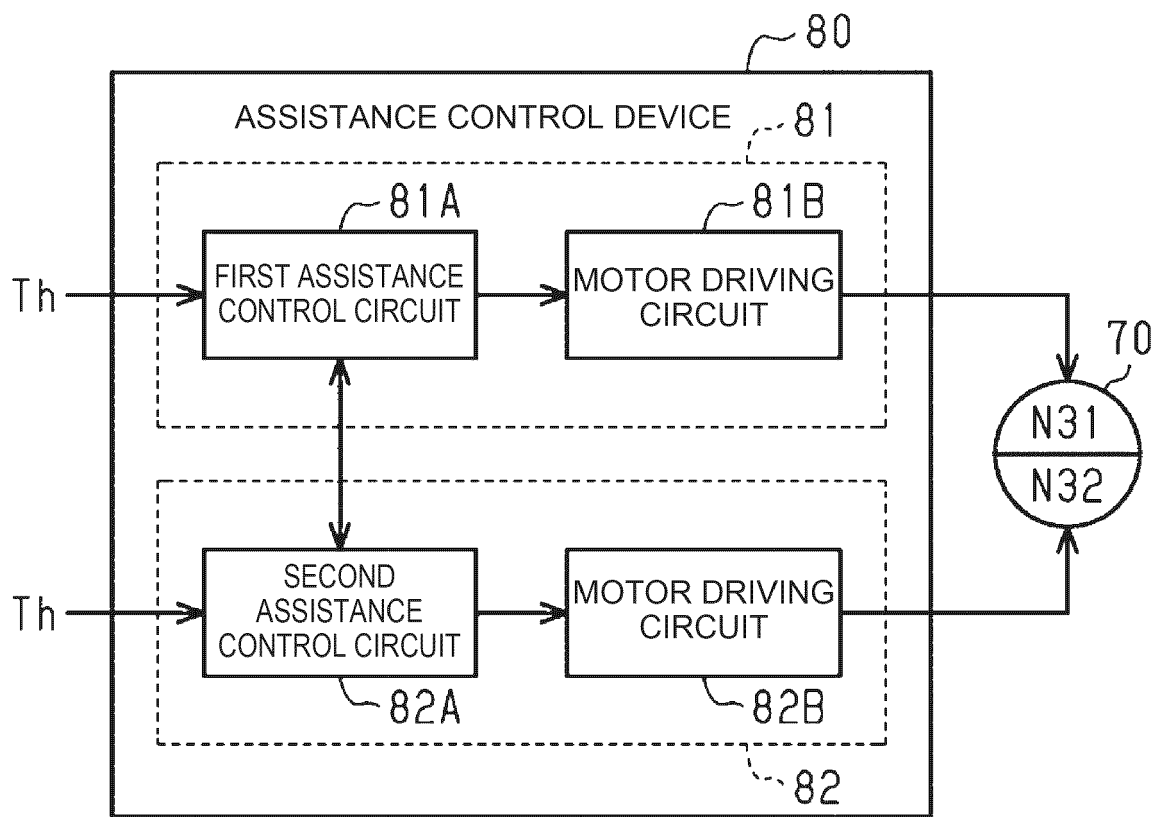 80
ASSISTANCE CONTROL DEVICE
81
81A
81B
Th
FIRST ASSISTANCE
CONTROL CIRCUIT
MOTOR DRIVING
CIRCUIT
70
N31
N32
Th
SECOND
ASSISTANCE
CONTROL CIRCUIT
MOTOR DRIVING
CIRCUIT
82A
82B
82